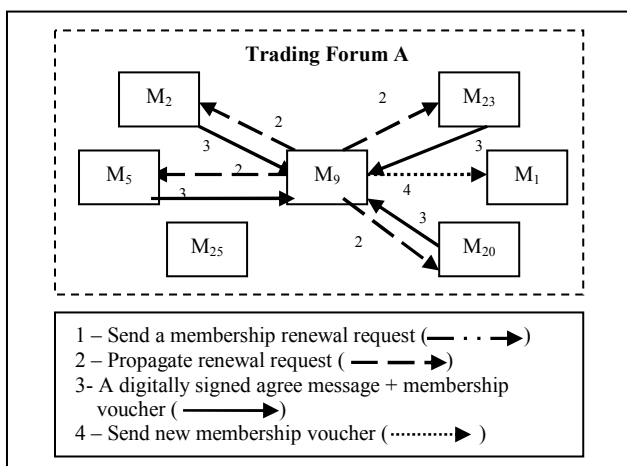 Trading Forum A
M2
M23
2
2
3
3
M5
2
M9
4
M1
3
3
M25
2
M20
1 – Send a membership renewal request ( )
2 – Propagate renewal request ( )
3- A digitally signed agree message + membership
voucher ( )
4 – Send new membership voucher ( )